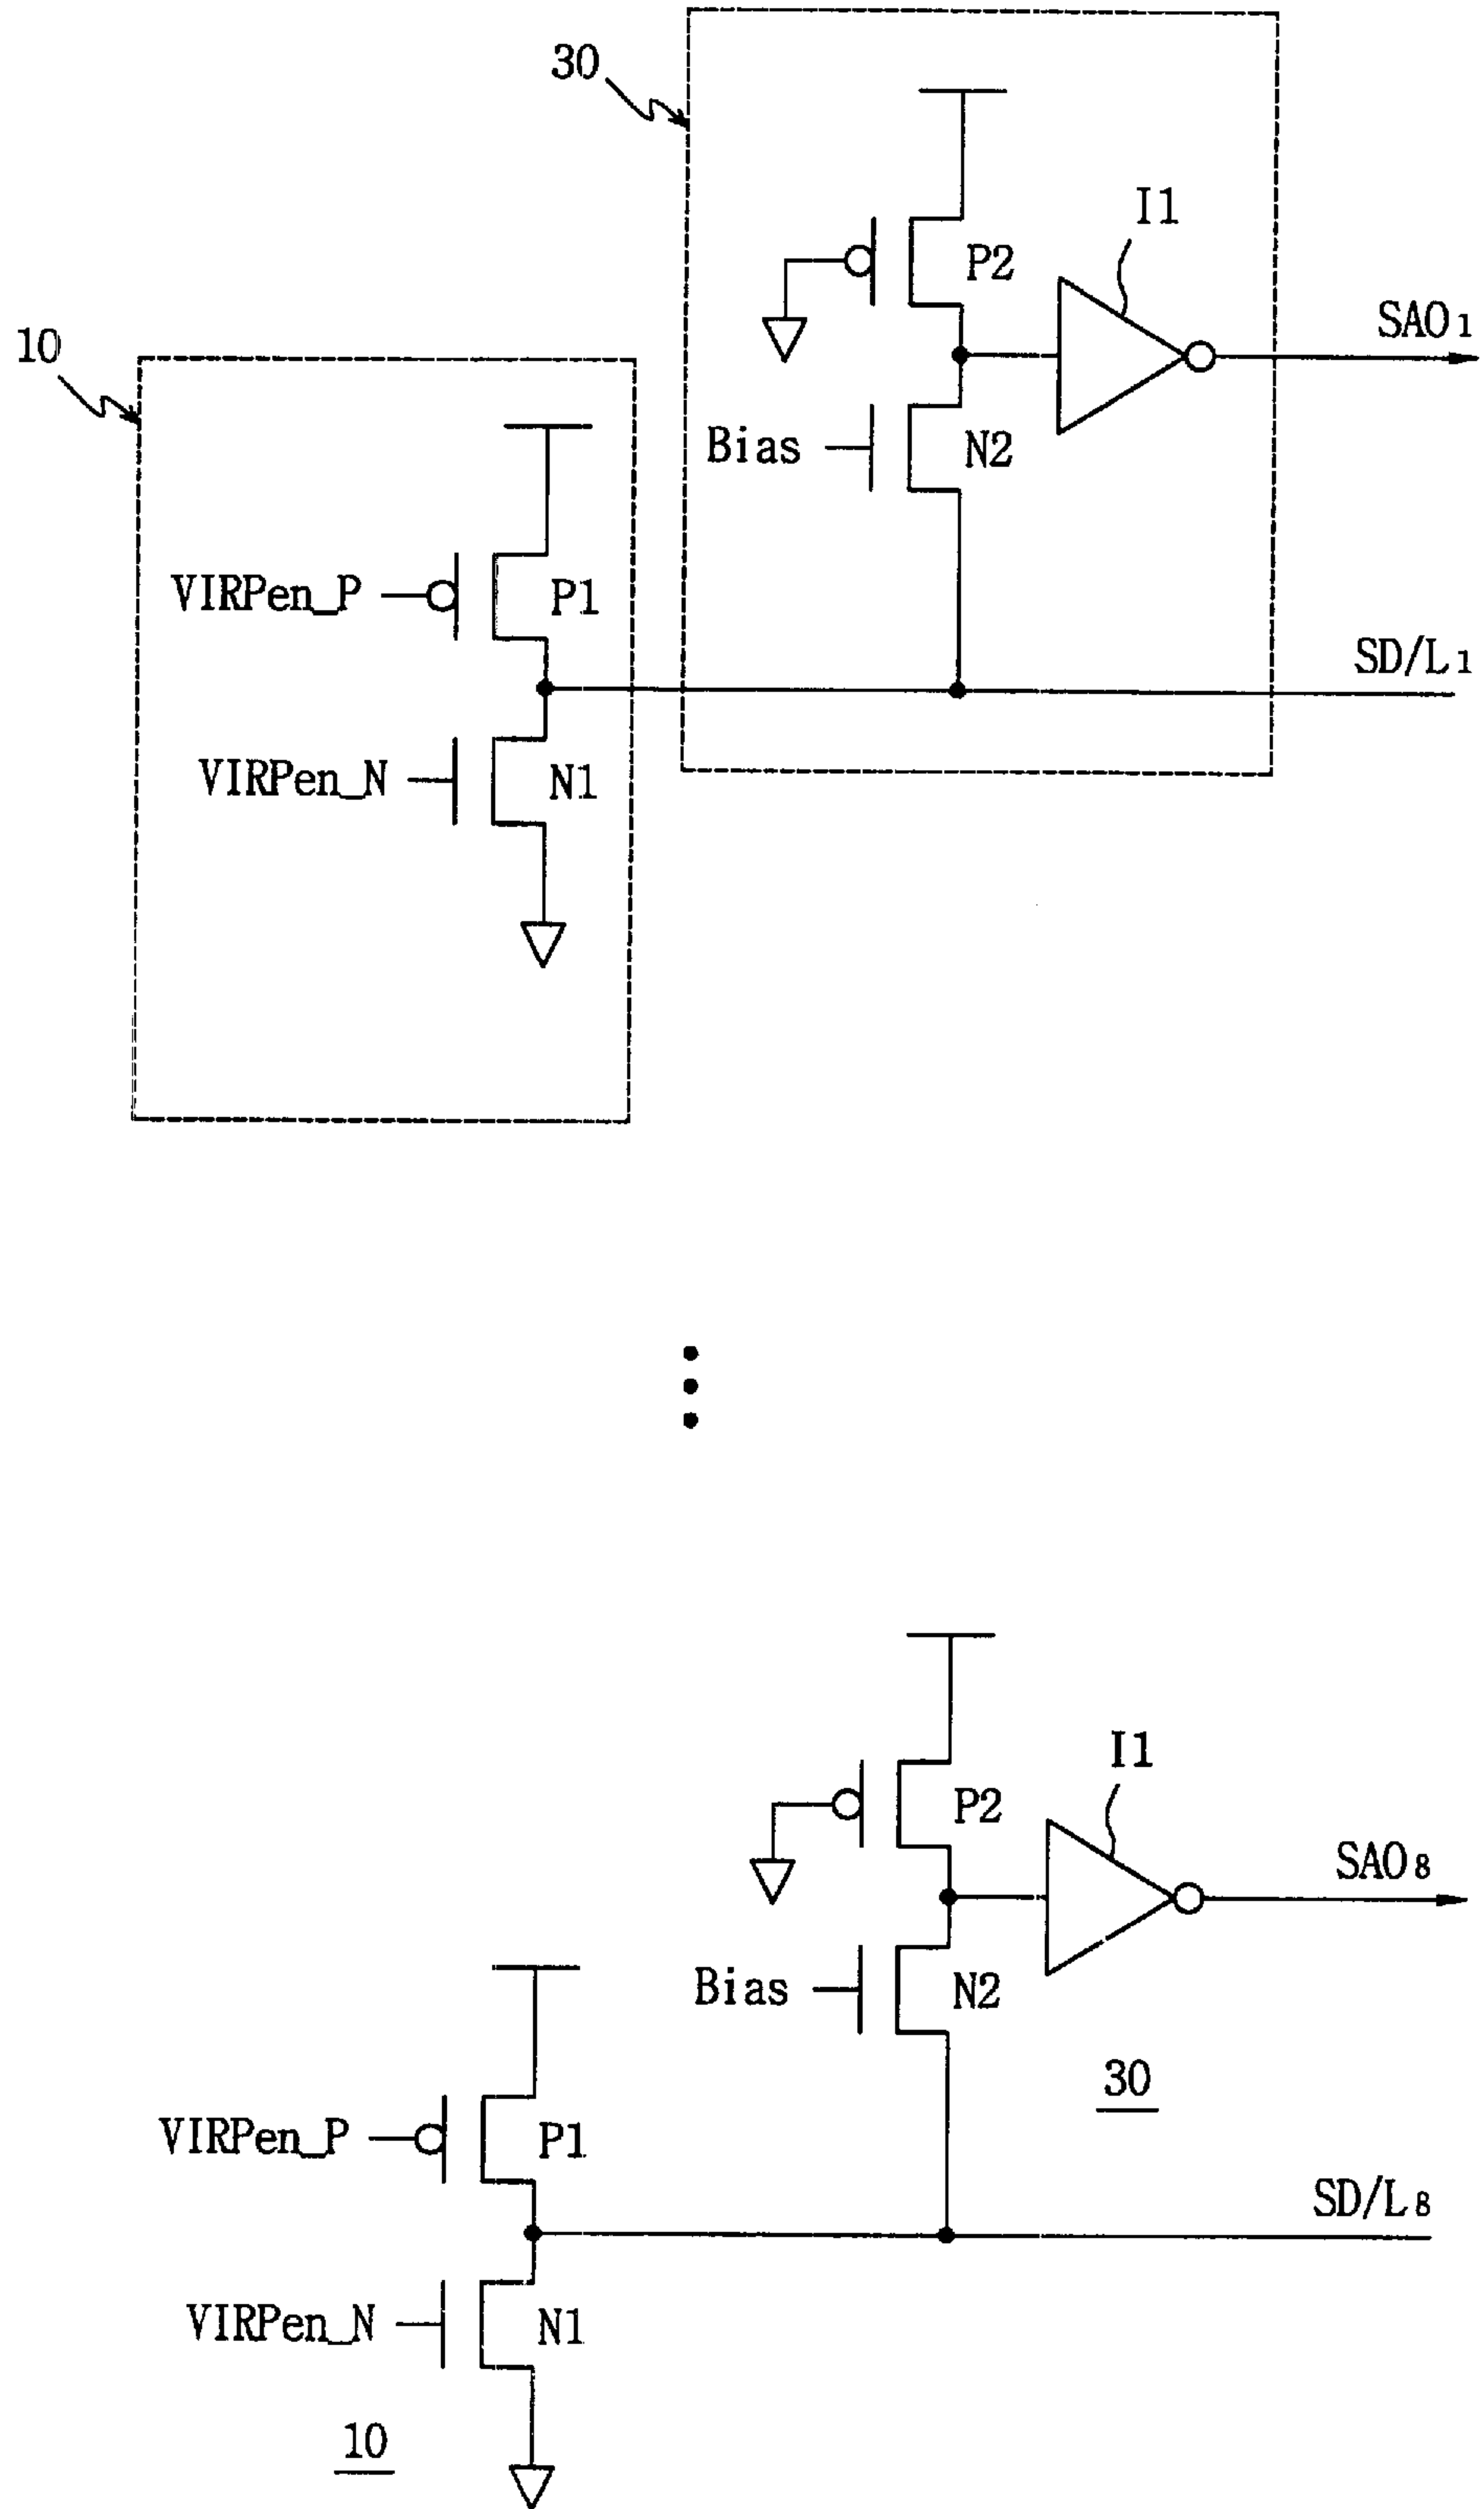 30
I1
P2
SAO1
10
Bias
N2
VIRPen_P
P1
SD/L1
VIRPen_N
N1
I1
P2
SAO8
Bias
N2
30
VIRPen_P
P1
SD/L8
VIRPen_N
N1
10